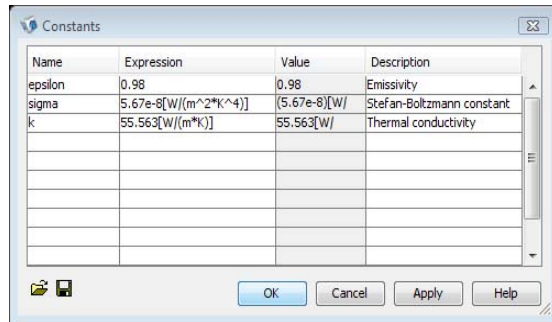 Constants
Name Expression Value Description
epsilon 0.98 0.98 Emissivity
sigma 5.67e-8[W/(m^2*K^4)] (5.67e-8)[W/ Stefan-Boltzmann constant
k 55.563[W/(m*K)] 55.563[W/ Thermal conductivity
OK Cancel Apply Help